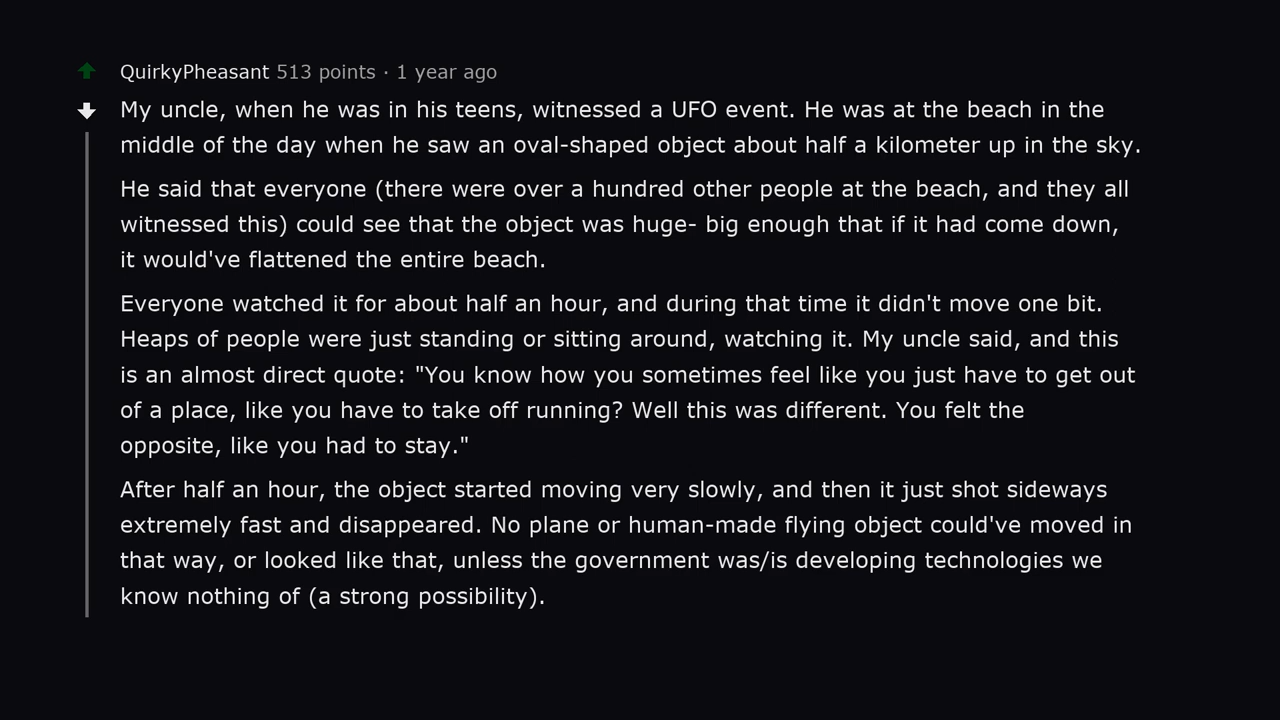 QuirkyPheasant 513 points · 1 year ago
My uncle, when he was in his teens, witnessed a UFO event. He was at the beach in the
middle of the day when he saw an oval-shaped object about half a kilometer up in the sky.
He said that everyone (there were over a hundred other people at the beach, and they all
witnessed this) could see that the object was huge- big enough that if it had come down,
it would've flattened the entire beach.
Everyone watched it for about half an hour, and during that time it didn't move one bit.
Heaps of people were just standing or sitting around, watching it. My uncle said, and this
is an almost direct quote: "You know how you sometimes feel like you just have to get out
of a place, like you have to take off running? Well this was different. You felt the
opposite, like you had to stay."
After half an hour, the object started moving very slowly, and then it just shot sideways
extremely fast and disappeared. No plane or human-made flying object could've moved in
that way, or looked like that, unless the government was/is developing technologies we
know nothing of (a strong possibility).